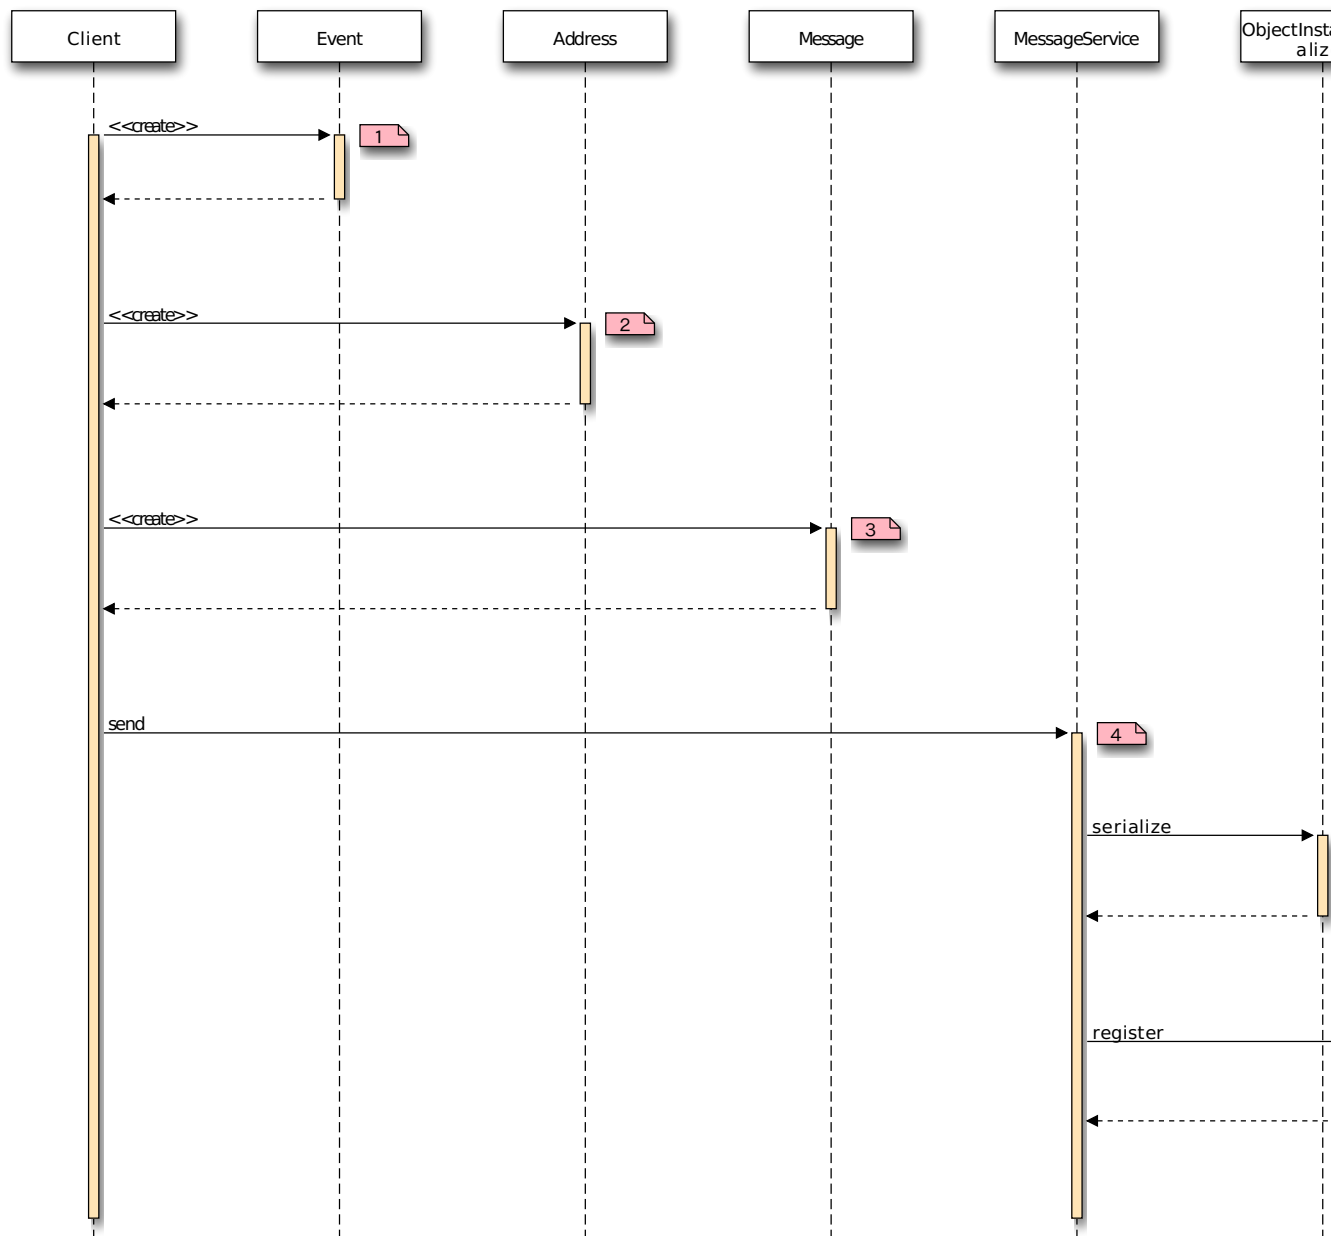 Client
Event
Address
Message
MessageService
ObjectInsta
aliz
<<create>>
1
<<create>>
2
<<create>>
3
send
4
serialize
register